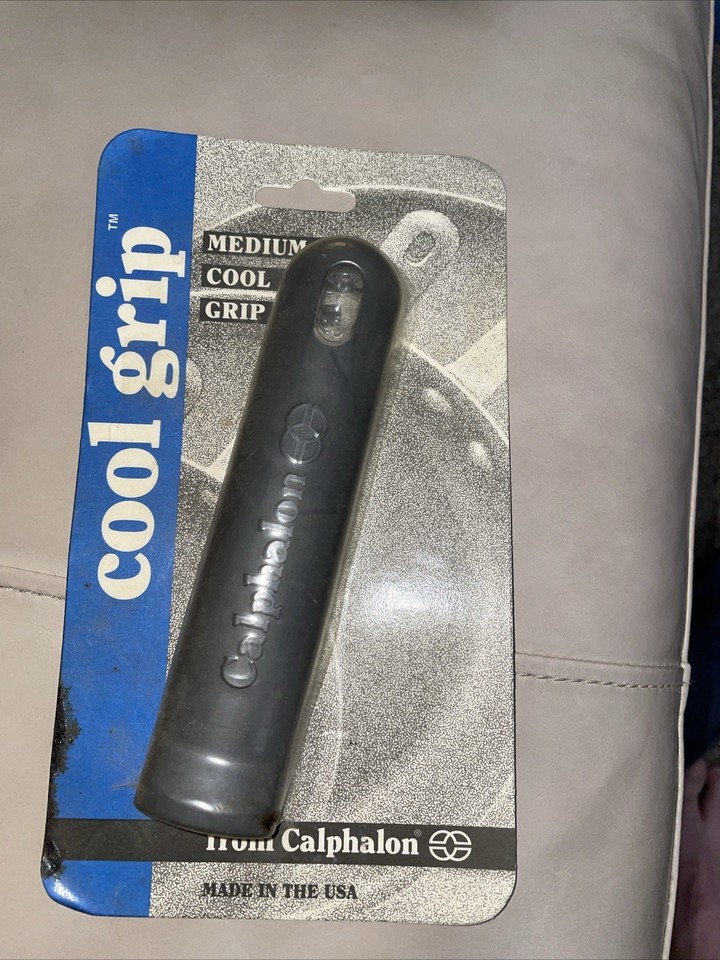 cool grip™
MEDIUM
COOL
GRIP
Calphalon
from Calphalon®
MADE IN THE USA